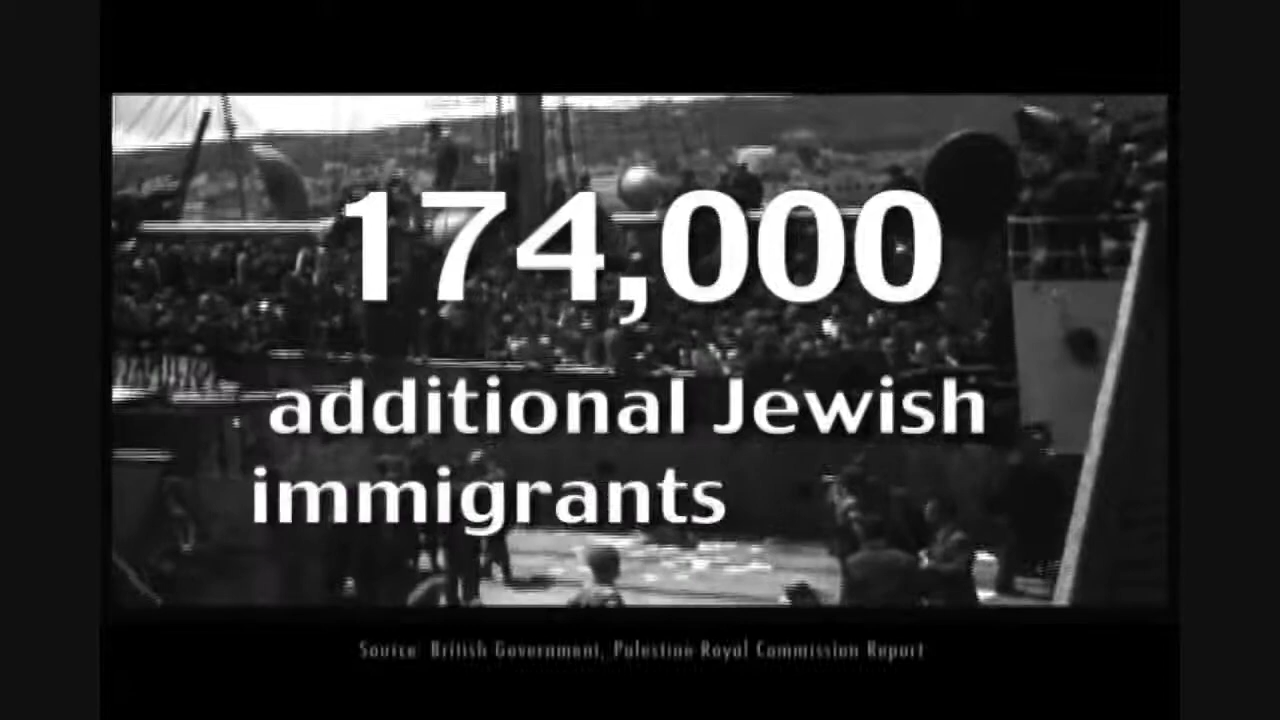 174,000
additional Jewish
immigrants
Source: British Government, Palestine Royal Commission Report